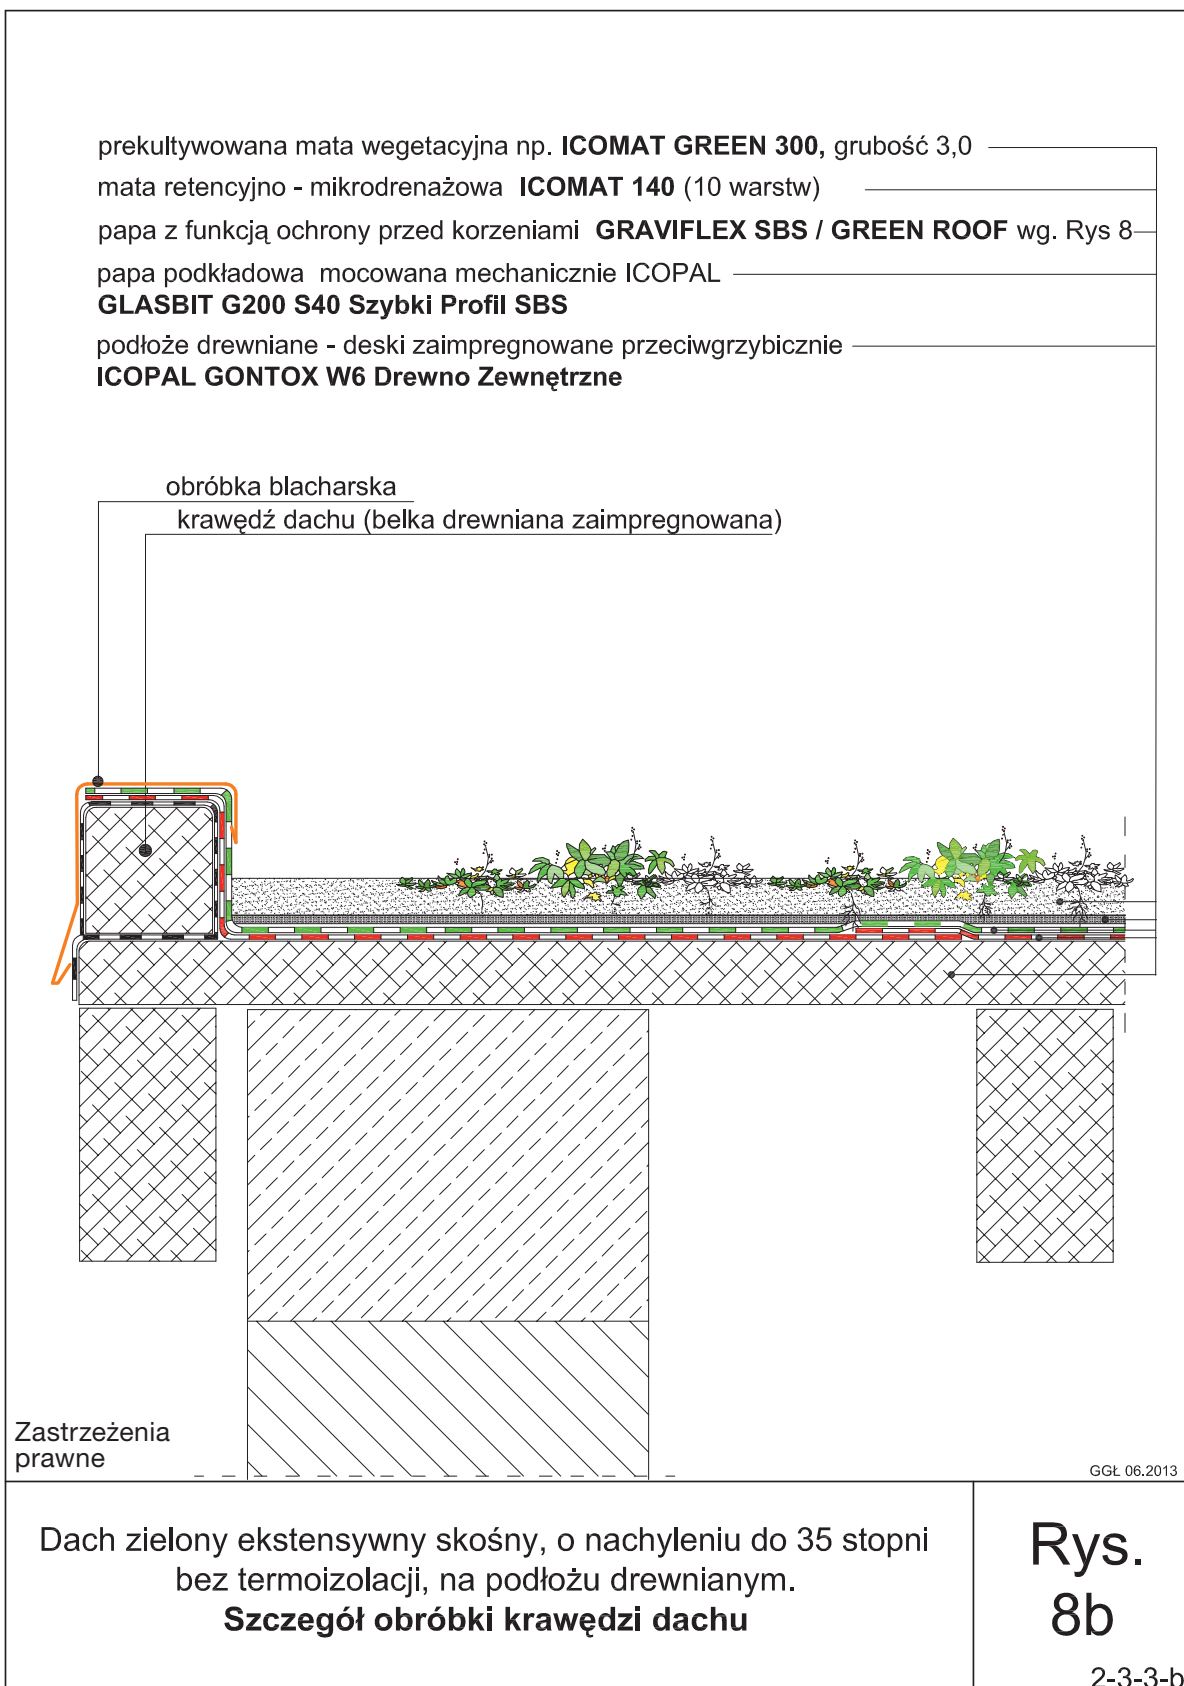 prekultywowana mata wegetacyjna np. ICOMAT GREEN 300, grubość 3,0
mata retencyjno - mikrodrenażowa ICOMAT 140 (10 warstw)
papa z funkcją ochrony przed korzeniami GRAVIFLEX SBS / GREEN ROOF wg. Rys 8
papa podkładowa mocowana mechanicznie ICOPAL
GLASBIT G200 S40 Szybki Profil SBS
podłoże drewniane - deski zaimpregnowane przeciwgrzybicznie
ICOPAL GONTOX W6 Drewno Zewnętrzne
obróbka blacharska
krawędź dachu (belka drewniana zaimpregnowana)
Zastrzeżenia
prawne
GGŁ 06.2013
Dach zielony ekstensywny skośny, o nachyleniu do 35 stopni
bez termoizolacji, na podłożu drewnianym.
Szczegół obróbki krawędzi dachu
Rys.
8b
2-3-3-b